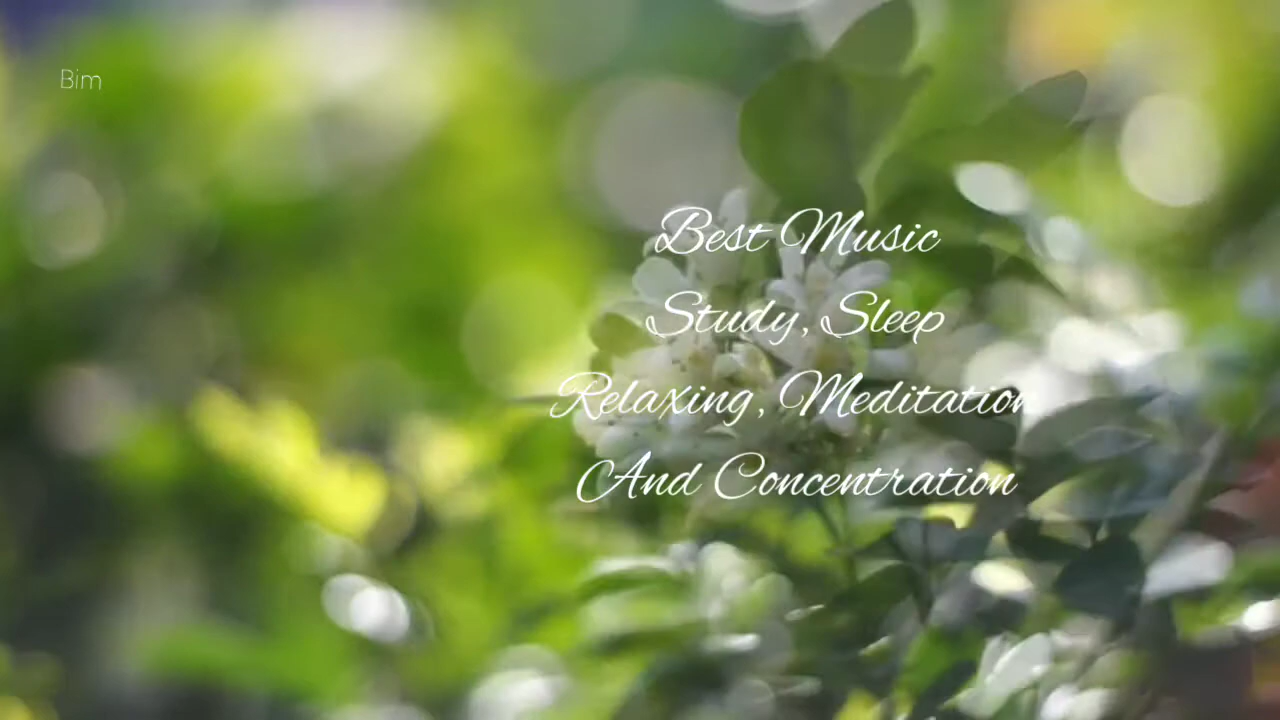 Bim
Best Music
Study, Sleep
Relaxing, Meditation
And Concentration